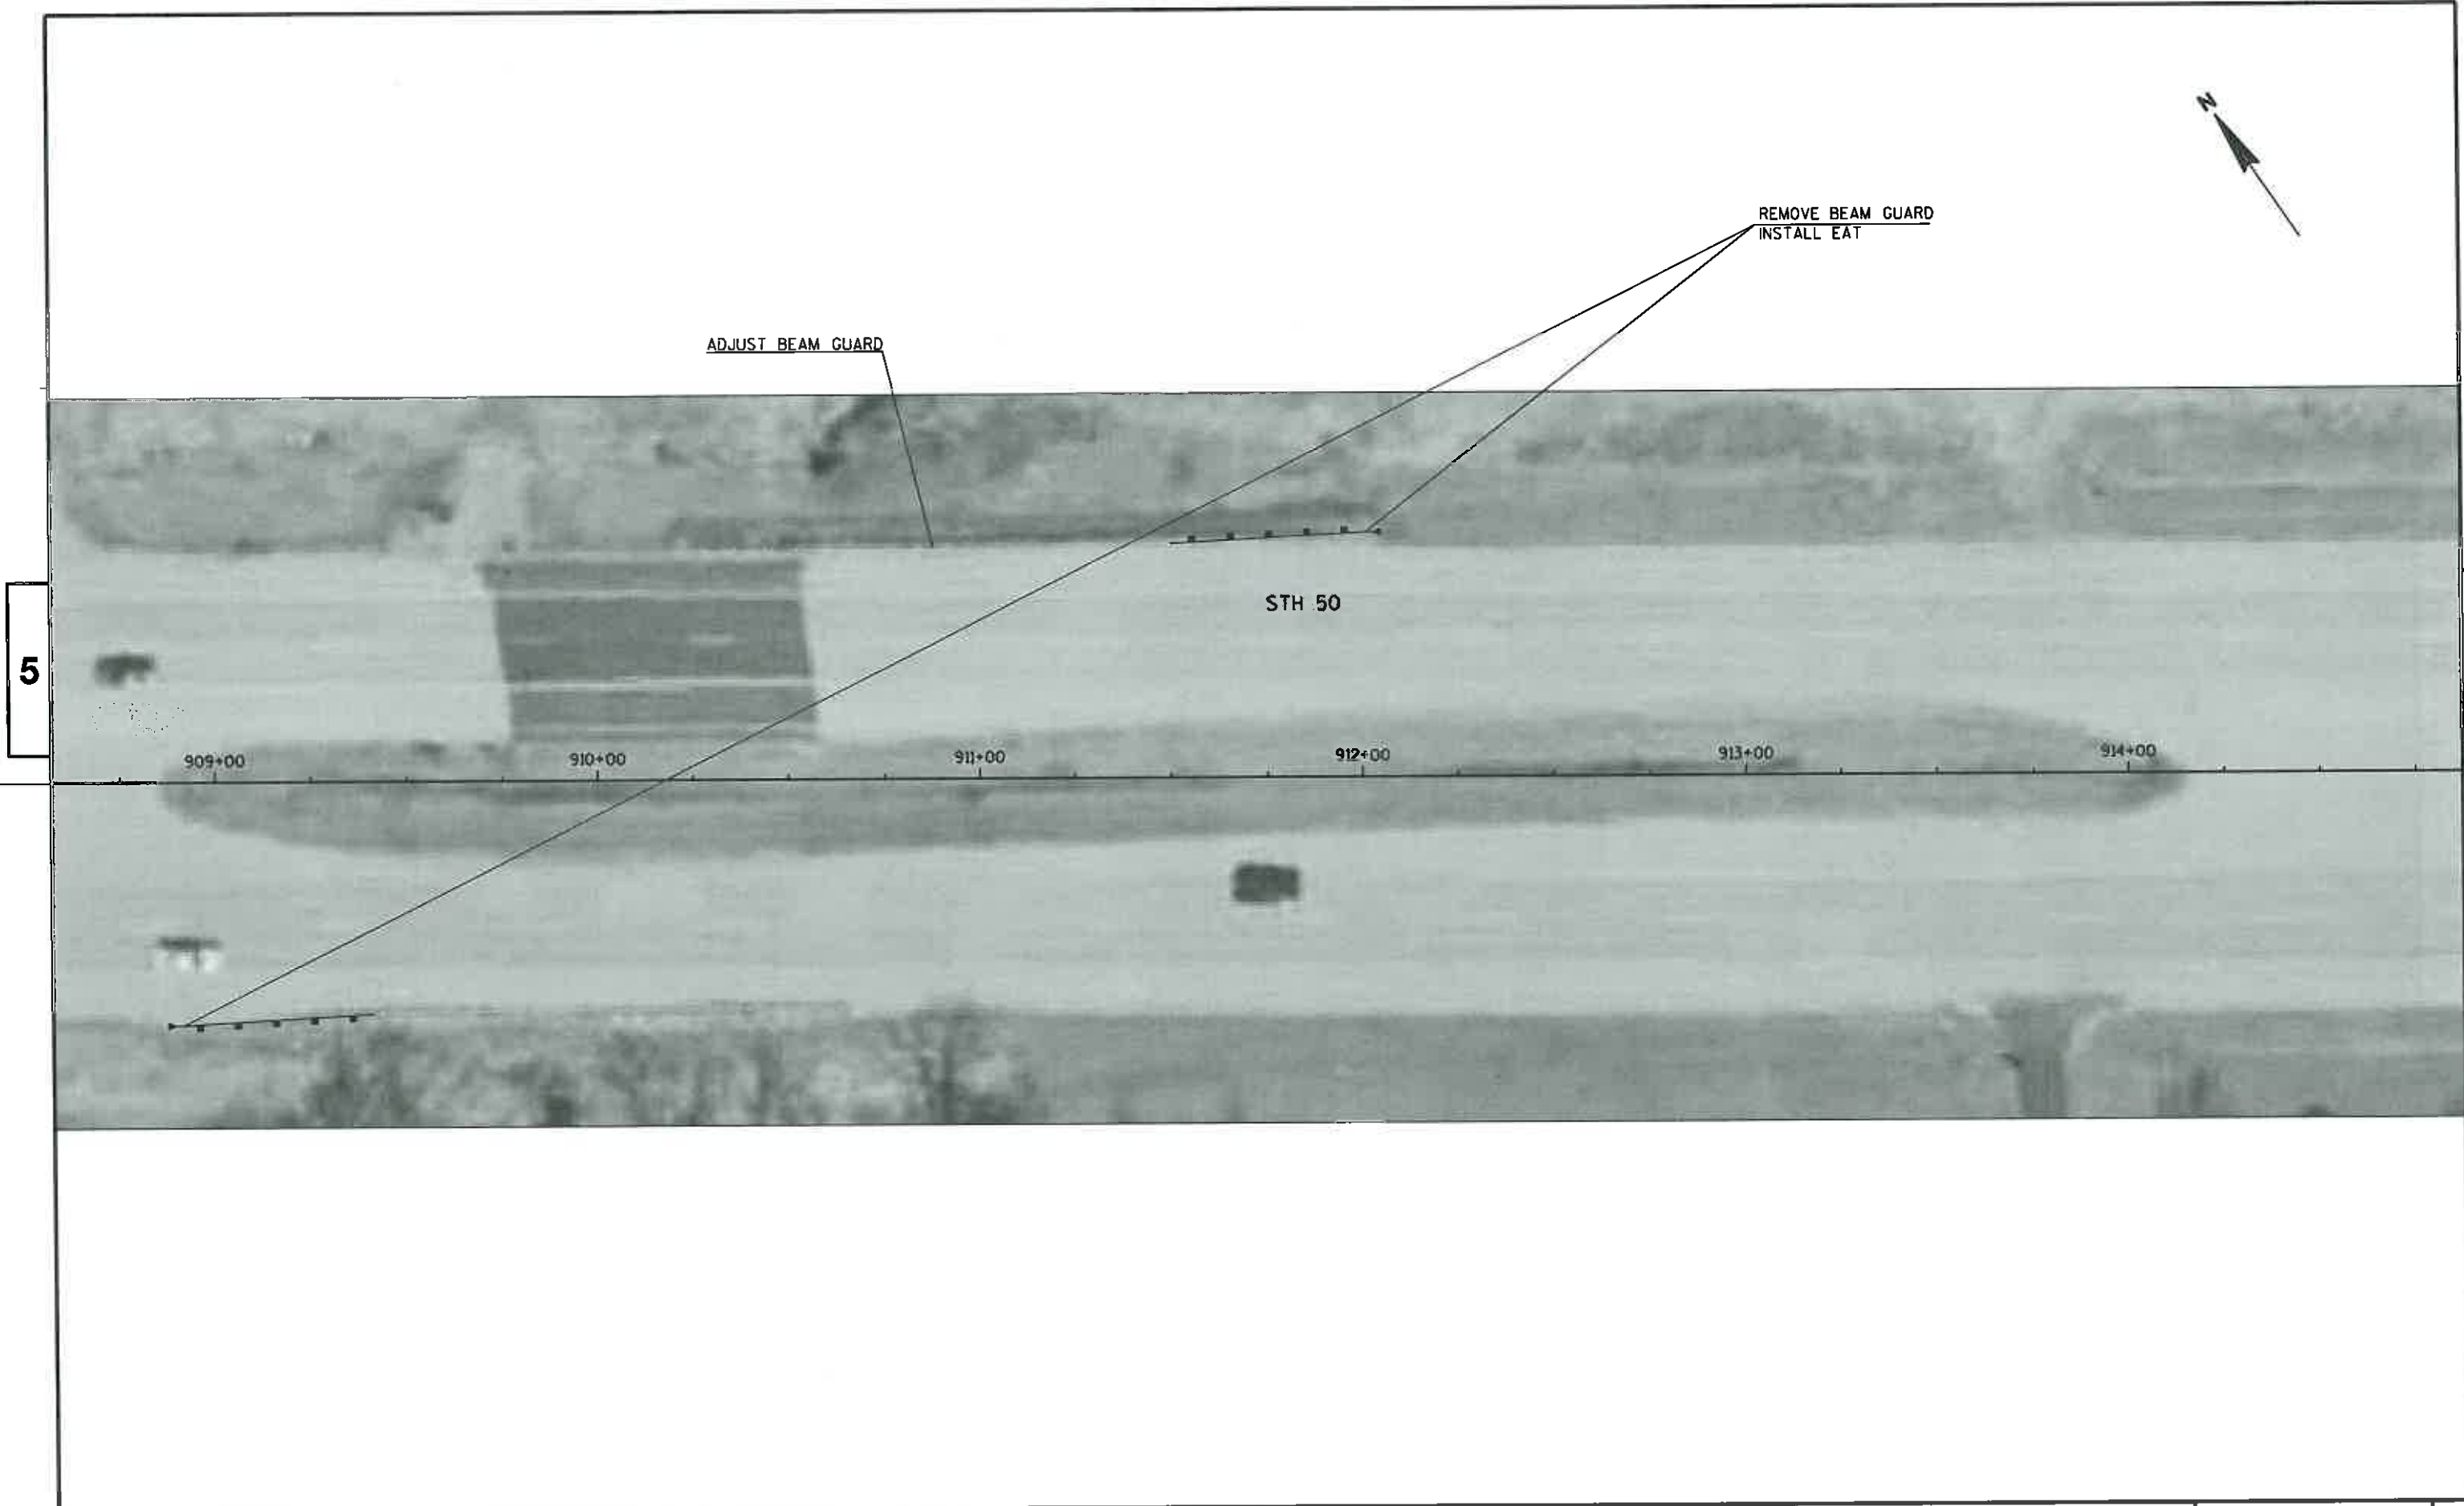 N
REMOVE BEAM GUARD
INSTALL EAT
ADJUST BEAM GUARD
STH 50
5
909+00
910+00
911+00
912+00
913+00
914+00